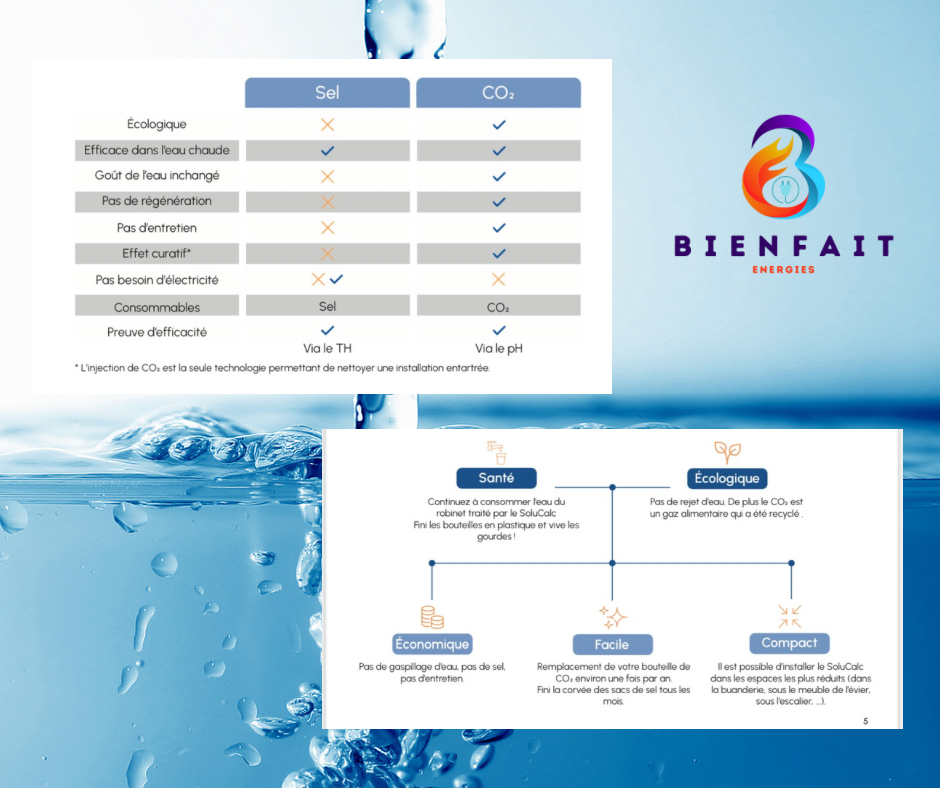 Sel CO₂
Écologique
Efficace dans l'eau chaude
Goût de l'eau inchangé
Pas de régénération
Pas d'entretien
Effet curatif*
Pas besoin d'électricité
Consommables Sel CO₂
Preuve d'efficacité
Via le TH Via le pH
* L'injection de CO₂ est la seule technologie permettant de nettoyer une installation entartrée.
BIENFAIT
ENERGIES
Santé
Continuez à consommer l'eau du
robinet traité par le SoluCalc
Fini les bouteilles en plastique et vive les
gourdes !
Écologique
Pas de rejet d'eau. De plus le CO₂ est
un gaz alimentaire qui a été recyclé .
Économique
Pas de gaspillage d'eau, pas de sel,
pas d'entretien.
Facile
Remplacement de votre bouteille de
CO₂ environ une fois par an.
Fini la corvée des sacs de sel tous les
mois.
Compact
Il est possible d'installer le SoluCalc
dans les espaces les plus réduits (dans
la buanderie, sous le meuble de l'évier,
sous l'escalier, ...).
5